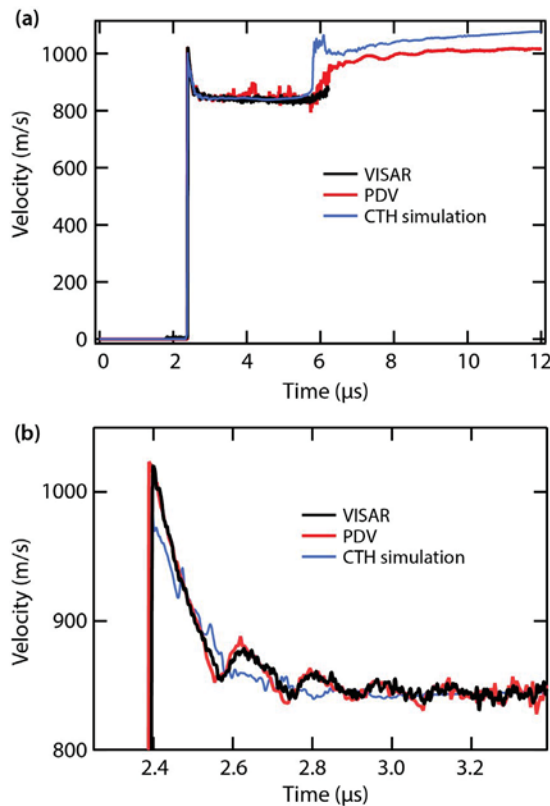 (a)
1000
800
600
400
200
0
Velocity (m/s)
VISAR
PDV
CTH simulation
0 2 4 6 8 10 12
Time (μs)
(b)
1000
900
800
Velocity (m/s)
VISAR
PDV
CTH simulation
2.4 2.6 2.8 3.0 3.2
Time (μs)